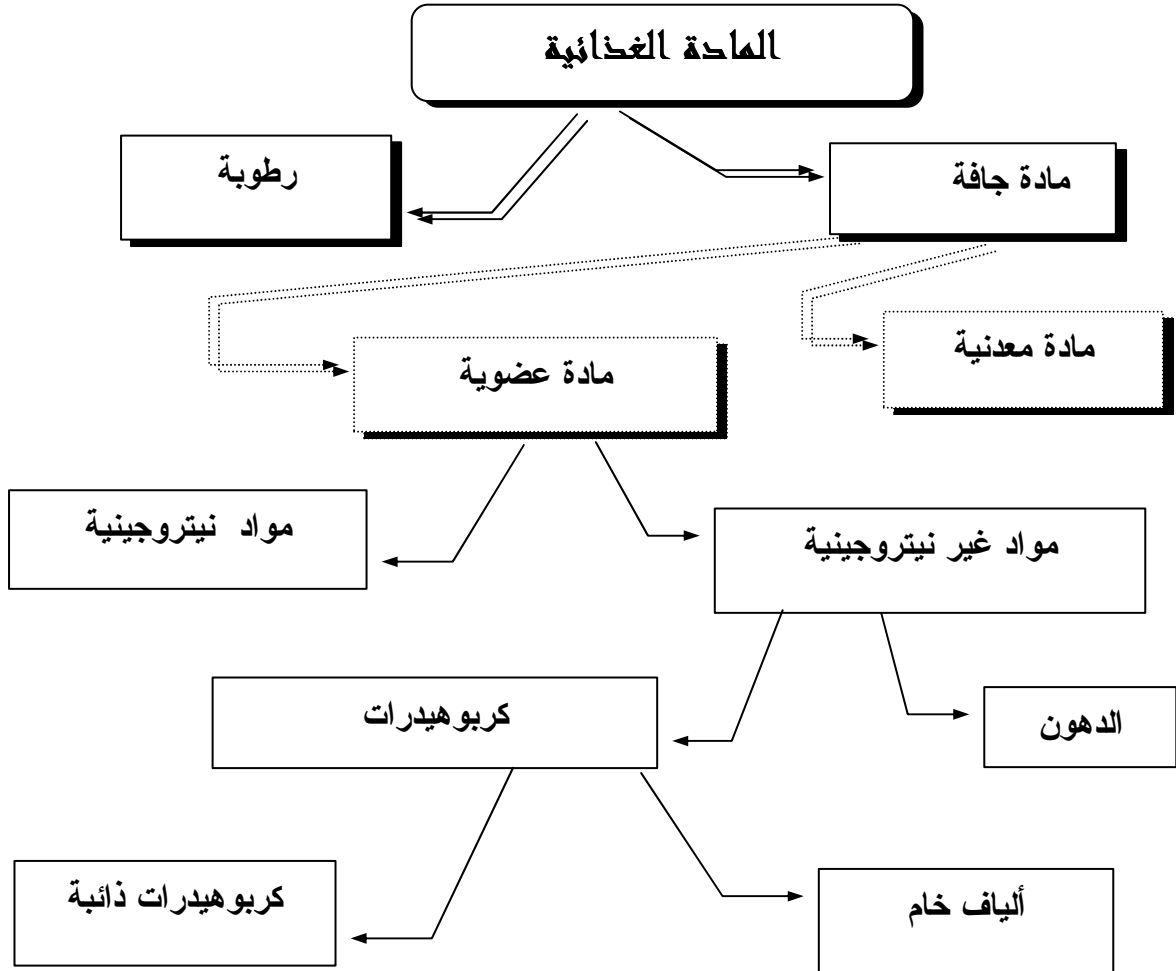 المادة الغذائية
مادة جافة
رطوبة
مادة معدنية
مادة عضوية
مواد غير نيتروجينية
مواد نيتروجينية
الدهون
كربوهيدرات
ألياف خام
كربوهيدرات ذائبة